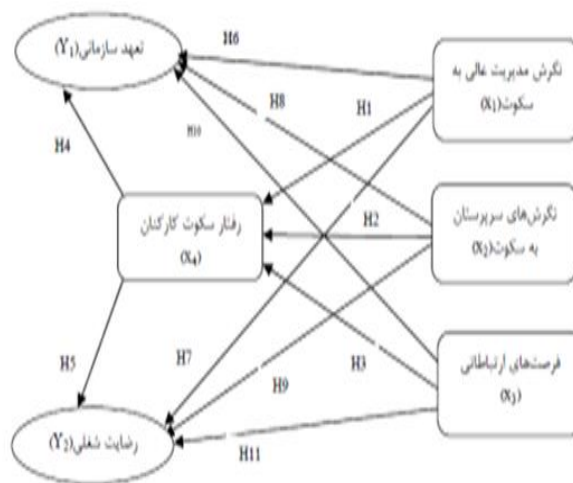 تعهد سازمانی(Y1)
H6
نگرش مدیریت عالی به
سکوت(x1)
H8
H1
H10
H4
رفتار سکوت کارکنان
(x4)
H2
نگرش‌های سرپرستان
به سکوت(x2)
H5
H7
H3
H9
فرصت‌های ارتباطاتی
(x3)
رضایت شغلی(Y2)
H11